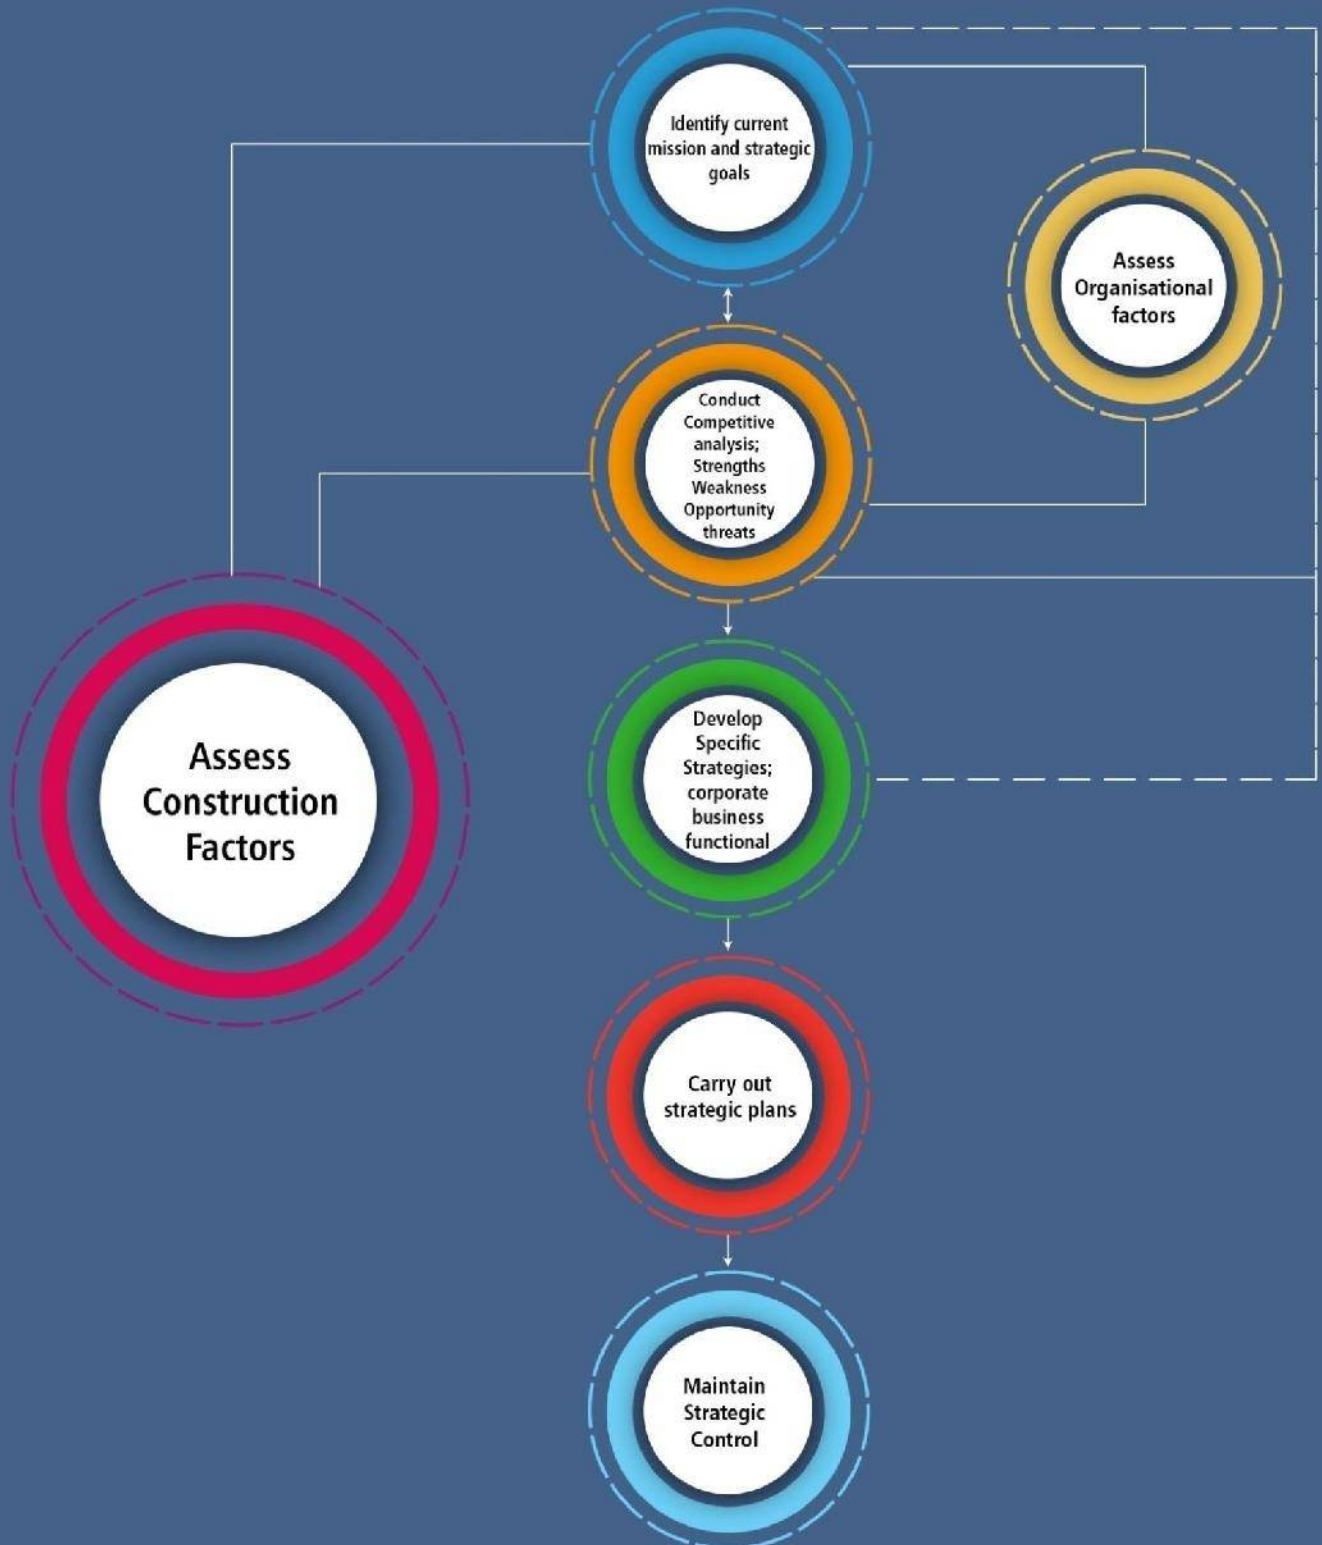 Identify current
mission and strategic
goals
Assess
Organisational
factors
Conduct
Competitive
analysis;
Strengths
Weakness
Opportunity
threats
Develop
Specific
Strategies;
corporate
business
functional
Assess
Construction
Factors
Carry out
strategic plans
Maintain
Strategic
Control